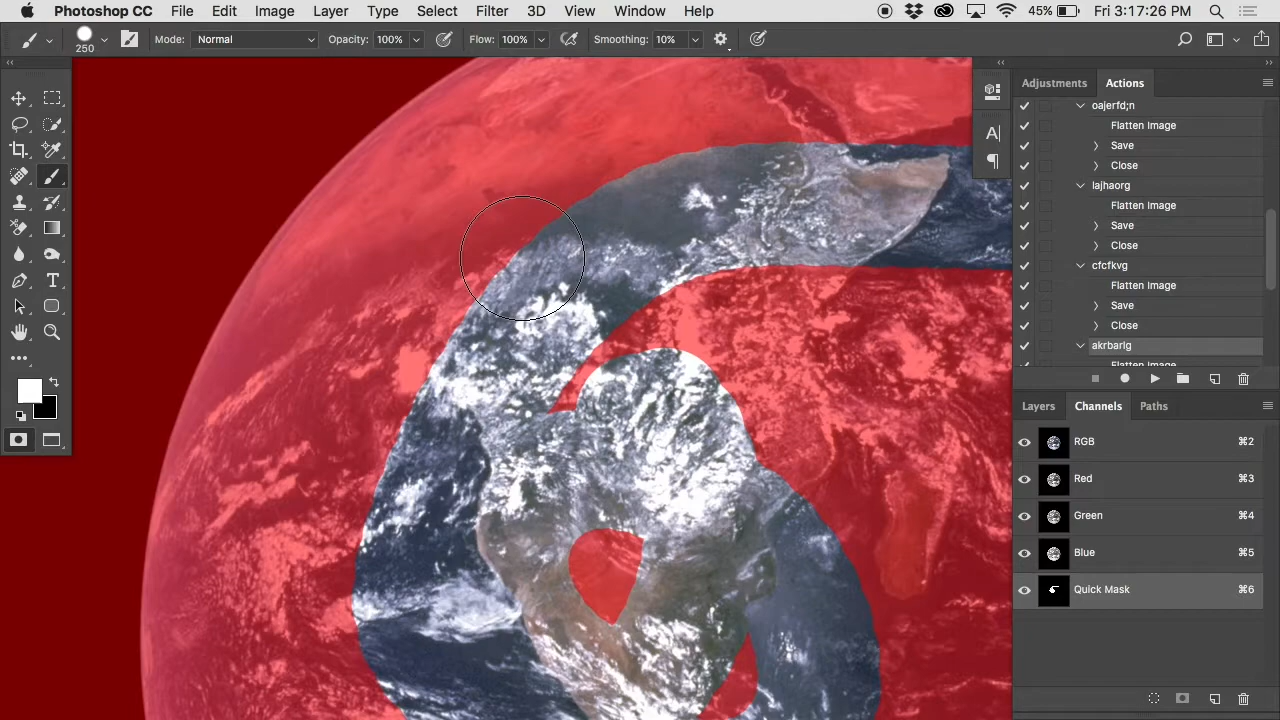 Photoshop CC File Edit Image Layer Type Select Filter 3D View Window Help 45% Fri 3:17:26 PM
250 Mode: Normal Opacity: 100% Flow: 100% Smoothing: 10%
Adjustments Actions
oajerfd;n
Flatten Image
Save
Close
lajhaorg
Flatten Image
Save
Close
cfcfkvg
Flatten Image
Save
Close
akrbarlg
Flatten Image
Layers Channels Paths
RGB ⌘2
Red ⌘3
Green ⌘4
Blue ⌘5
Quick Mask ⌘6